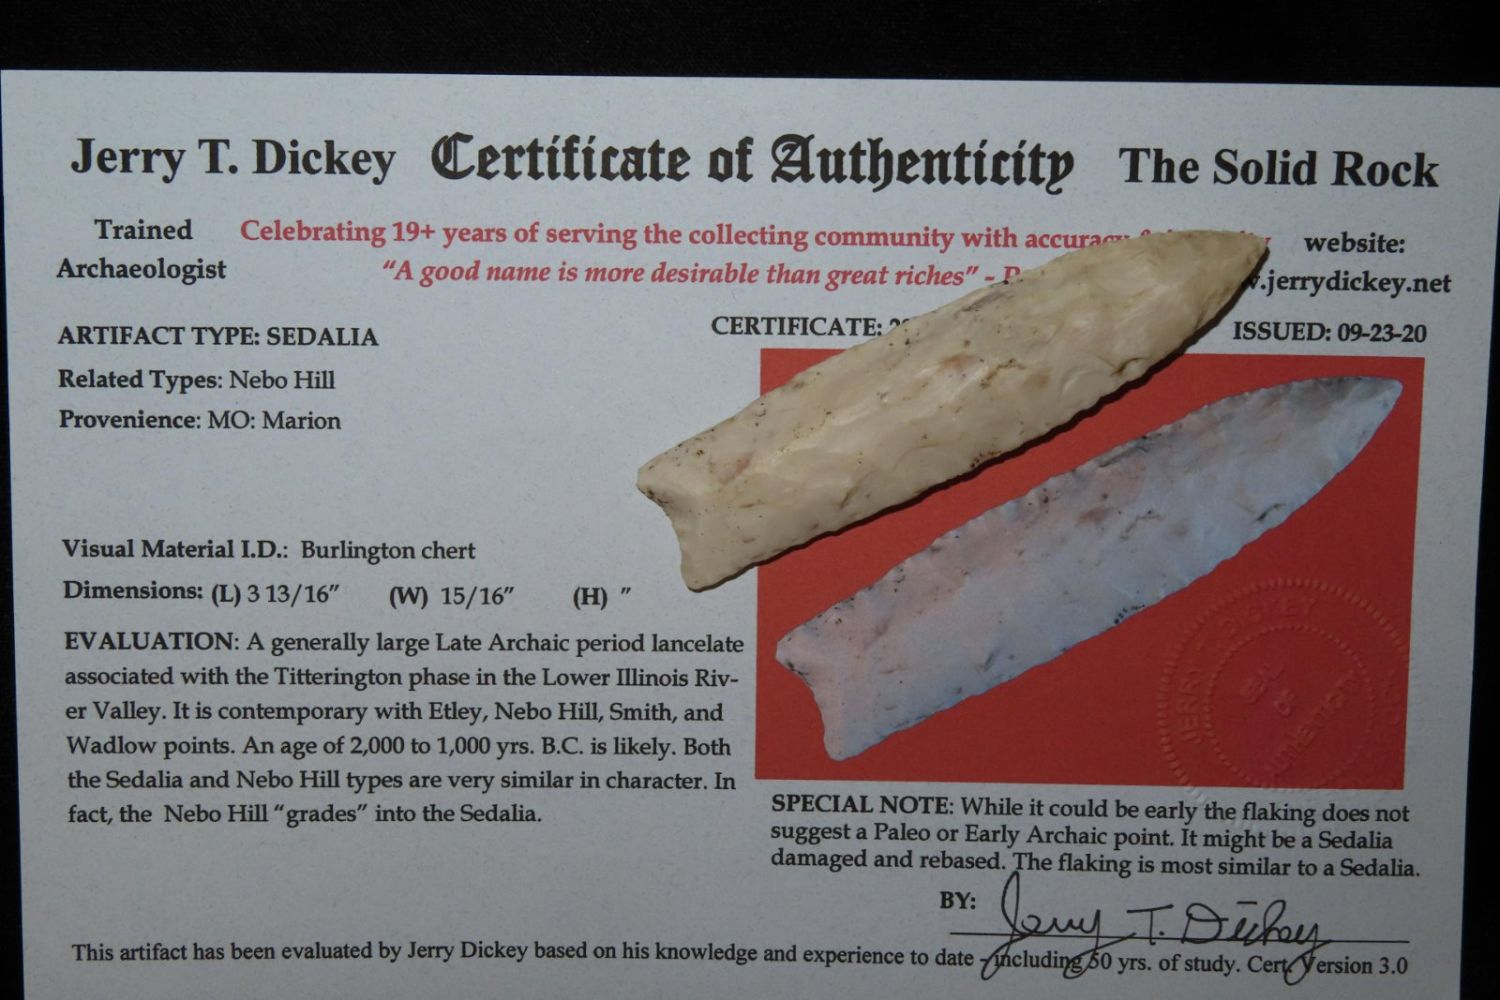 Jerry T. Dickey Certificate of Authenticity The Solid Rock
Trained
Archaeologist
Celebrating 19+ years of serving the collecting community with
"A good name is more desirable than great riches" -
website:
.jerrydickey.net
ARTIFACT TYPE: SEDALIA
Related Types: Nebo Hill
Provenience: MO: Marion
CERTIFICATE:
ISSUED: 09-23-20
Visual Material I.D.: Burlington chert
Dimensions: (L) 3 13/16" (W) 15/16" (H) "
EVALUATION: A generally large Late Archaic period lancelate
associated with the Titterington phase in the Lower Illinois Riv-
er Valley. It is contemporary with Etley, Nebo Hill, Smith, and
Wadlow points. An age of 2,000 to 1,000 yrs. B.C. is likely. Both
the Sedalia and Nebo Hill types are very similar in character. In
fact, the Nebo Hill "grades" into the Sedalia.
JERRY DICKEY
SEAL
OF
AUTHENTICITY
SPECIAL NOTE: While it could be early the flaking does not
suggest a Paleo or Early Archaic point. It might be a Sedalia
damaged and rebased. The flaking is most similar to a Sedalia.
BY: Jerry T. Dickey
This artifact has been evaluated by Jerry Dickey based on his knowledge and experience to date - including 50 yrs. of study. Cert. Version 3.0